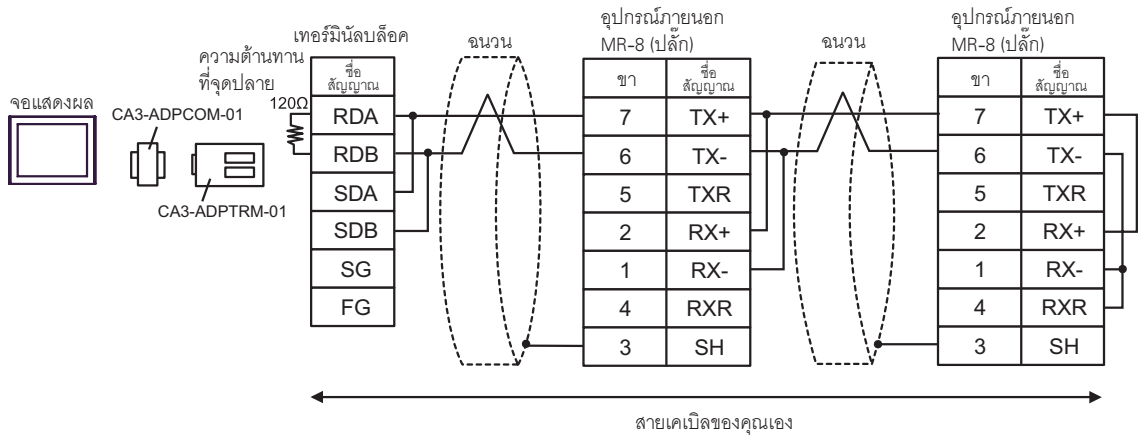 จอแสดงผล
CA3-ADPCOM-01
CA3-ADPTRM-01
ความต้านทาน
ที่จุดปลาย
120Ω
เทอร์มินัลบล็อค
ชื่อ
สัญญาณ
RDA
RDB
SDA
SDB
SG
FG
ฉนวน
อุปกรณ์ภายนอก
MR-8 (ปลั๊ก)
ขา ชื่อ
สัญญาณ
7 TX+
6 TX-
5 TXR
2 RX+
1 RX-
4 RXR
3 SH
ฉนวน
อุปกรณ์ภายนอก
MR-8 (ปลั๊ก)
ขา ชื่อ
สัญญาณ
7 TX+
6 TX-
5 TXR
2 RX+
1 RX-
4 RXR
3 SH
สายเคเบิลของคุณเอง